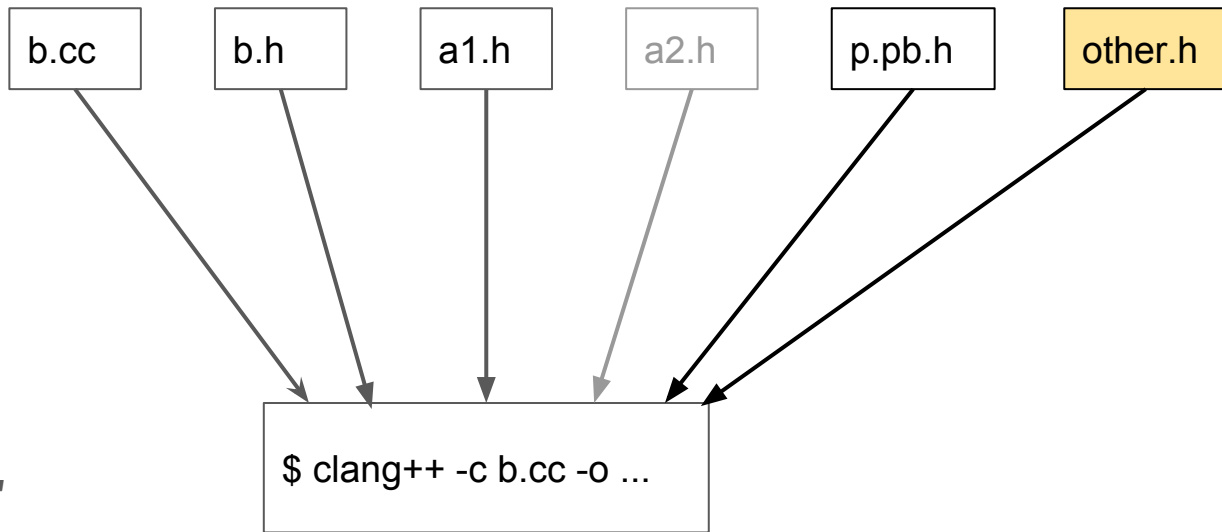 b.cc
b.h
a1.h
a2.h
p.pb.h
other.h
$ clang++ -c b.cc -o ...